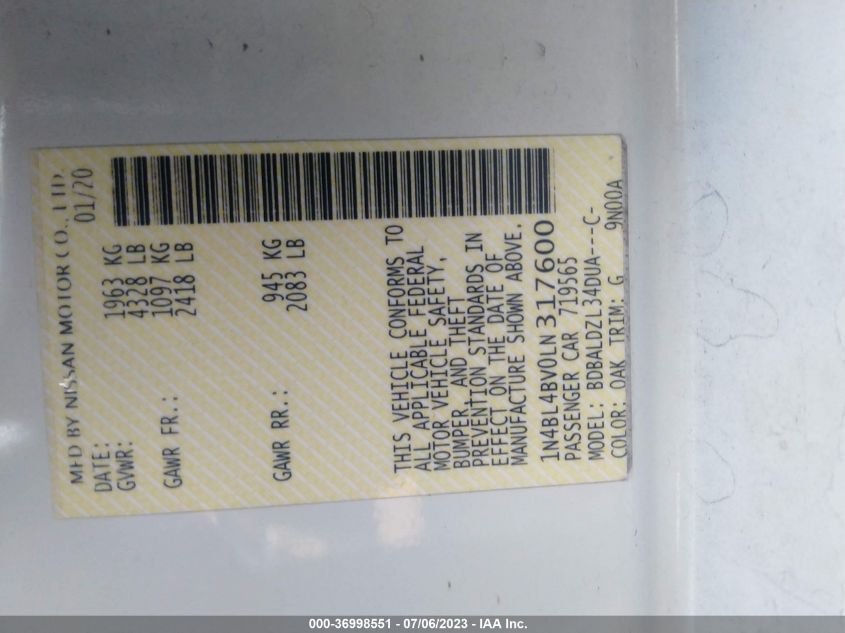 MFD BY NISSAN MOTOR CO., LTD.
DATE: 01/20
GVWR: 1963 KG
4328 LB
GAWR FR.: 1097 KG
2418 LB
GAWR RR.: 945 KG
2083 LB
THIS VEHICLE CONFORMS TO
ALL APPLICABLE FEDERAL
MOTOR VEHICLE SAFETY,
BUMPER, AND THEFT
PREVENTION STANDARDS IN
EFFECT ON THE DATE OF
MANUFACTURE SHOWN ABOVE.
1N4BL4BV0LN317600
PASSENGER CAR 719565
MODEL: BDBALDZL34DUA---C-
COLOR: QAK TRIM: G 9N00A
000-36998551 - 07/06/2023 - IAA Inc.